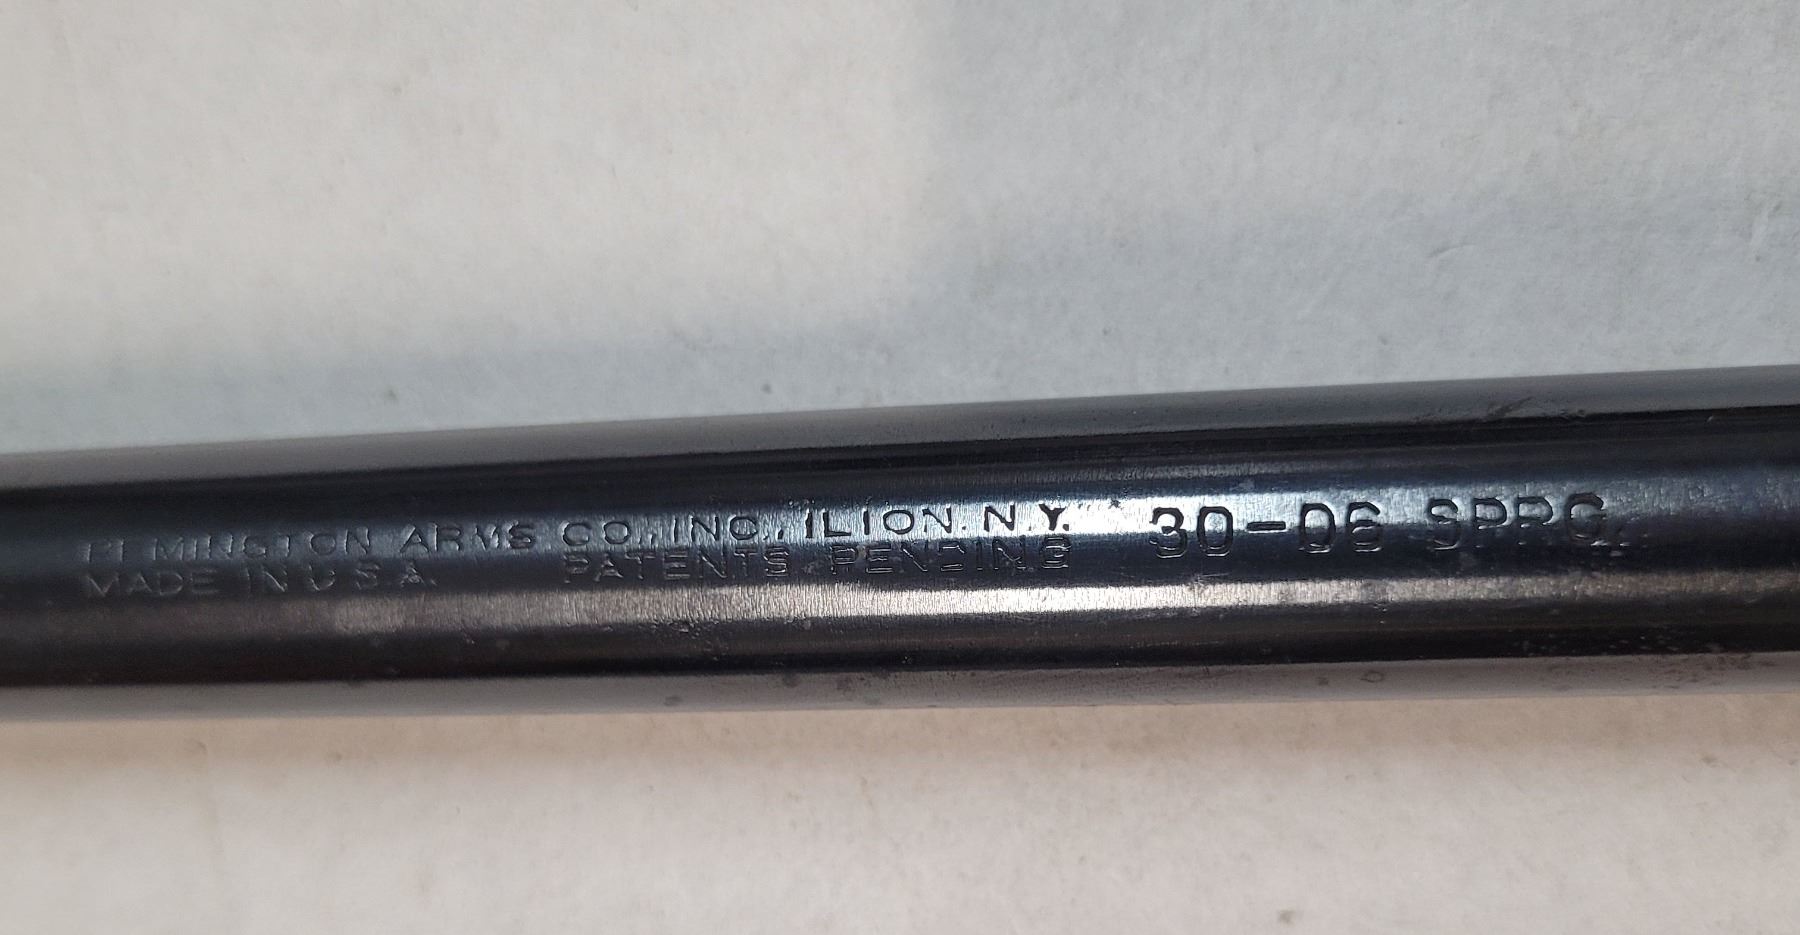 REMINGTON ARMS CO., INC., ILION, N.Y.
MADE IN U.S.A. PATENTS PENDING
30-06 SPRG.